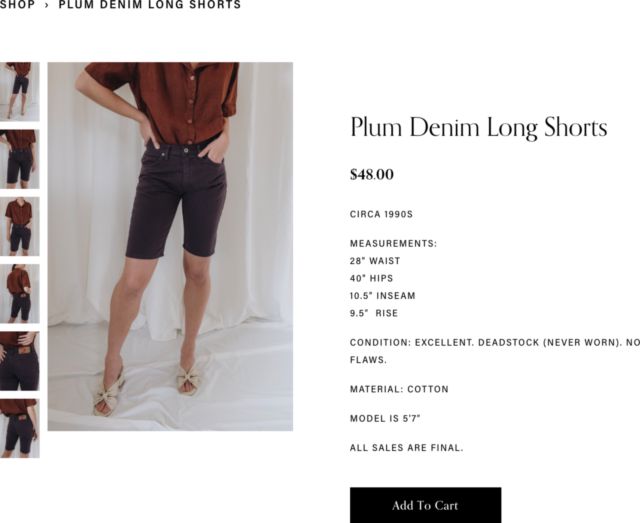 SHOP › PLUM DENIM LONG SHORTS
Plum Denim Long Shorts
$48.00
CIRCA 1990S
MEASUREMENTS:
28" WAIST
40" HIPS
10.5" INSEAM
9.5" RISE
CONDITION: EXCELLENT. DEADSTOCK (NEVER WORN). NO
FLAWS.
MATERIAL: COTTON
MODEL IS 5'7"
ALL SALES ARE FINAL.
Add To Cart